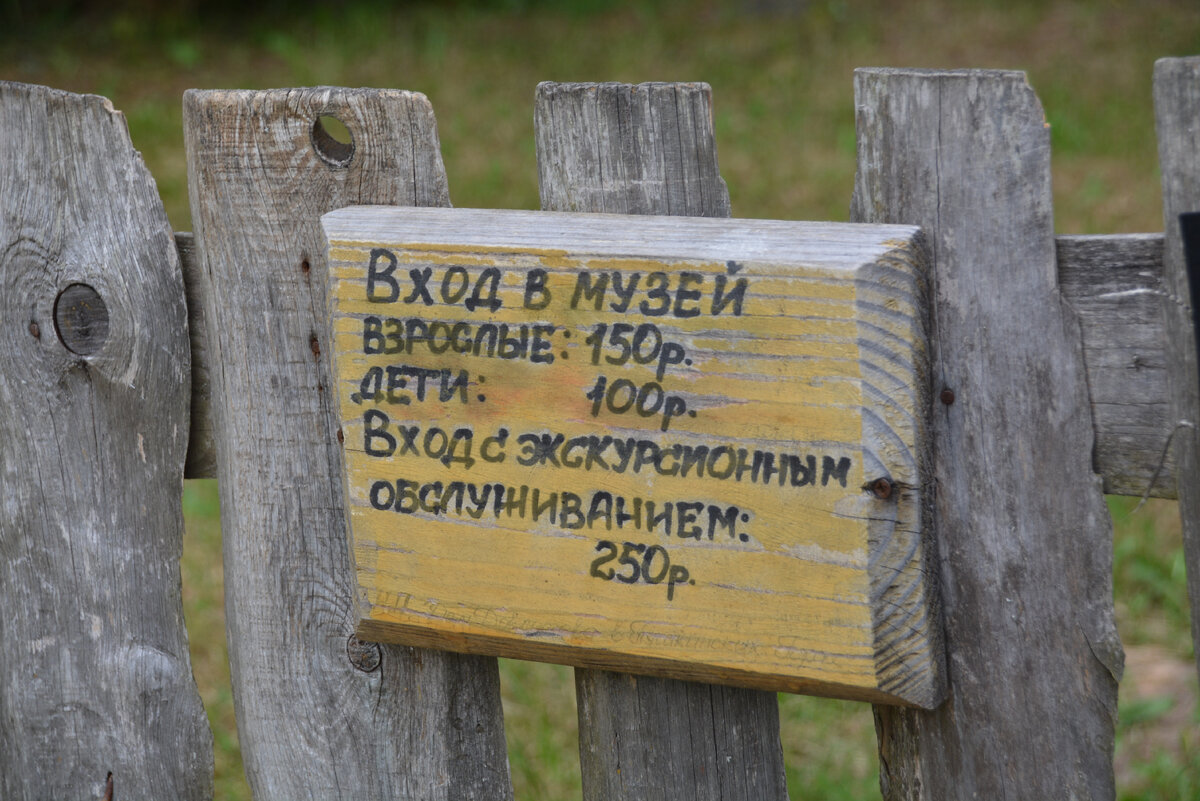 Вход в музей
взрослые: 150р.
дети: 100р.
Вход с экскурсионным
обслуживанием:
250р.